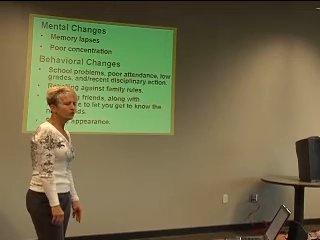 Mental Changes
• Memory lapses
• Poor concentration
Behavioral Changes
• School problems, poor attendance, low
grades, and/recent disciplinary action.
against family rules.
friends, along with
to let you get to know the
appearance.